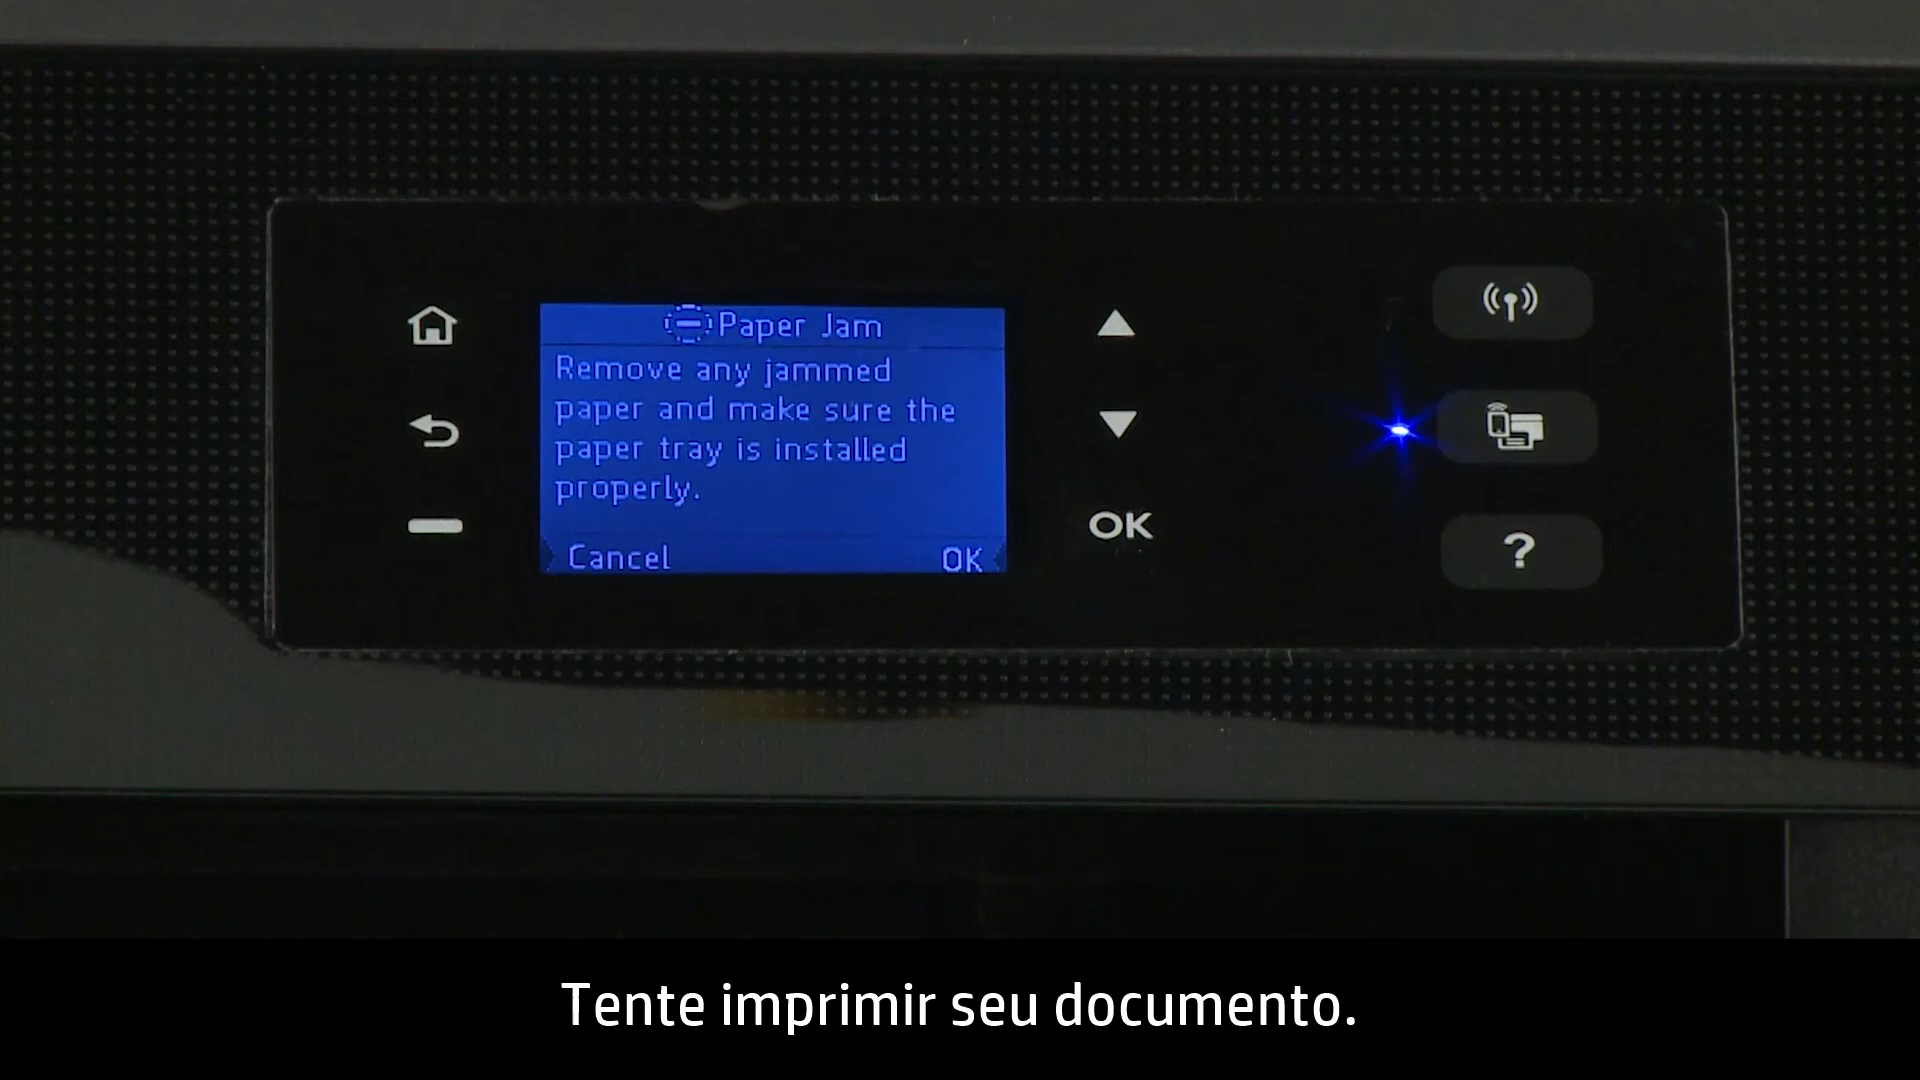 Paper Jam
Remove any jammed
paper and make sure the
paper tray is installed
properly.
Cancel OK
OK
?
Tente imprimir seu documento.